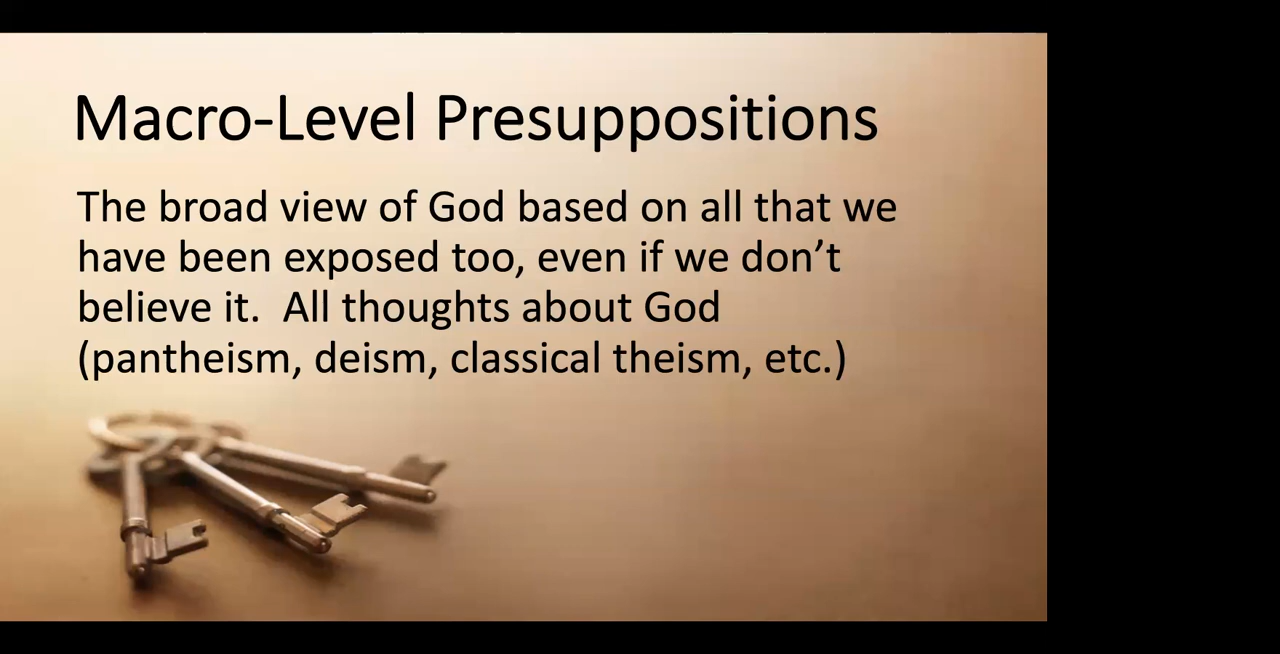 Macro-Level Presuppositions
The broad view of God based on all that we
have been exposed too, even if we don’t
believe it.  All thoughts about God
(pantheism, deism, classical theism, etc.)